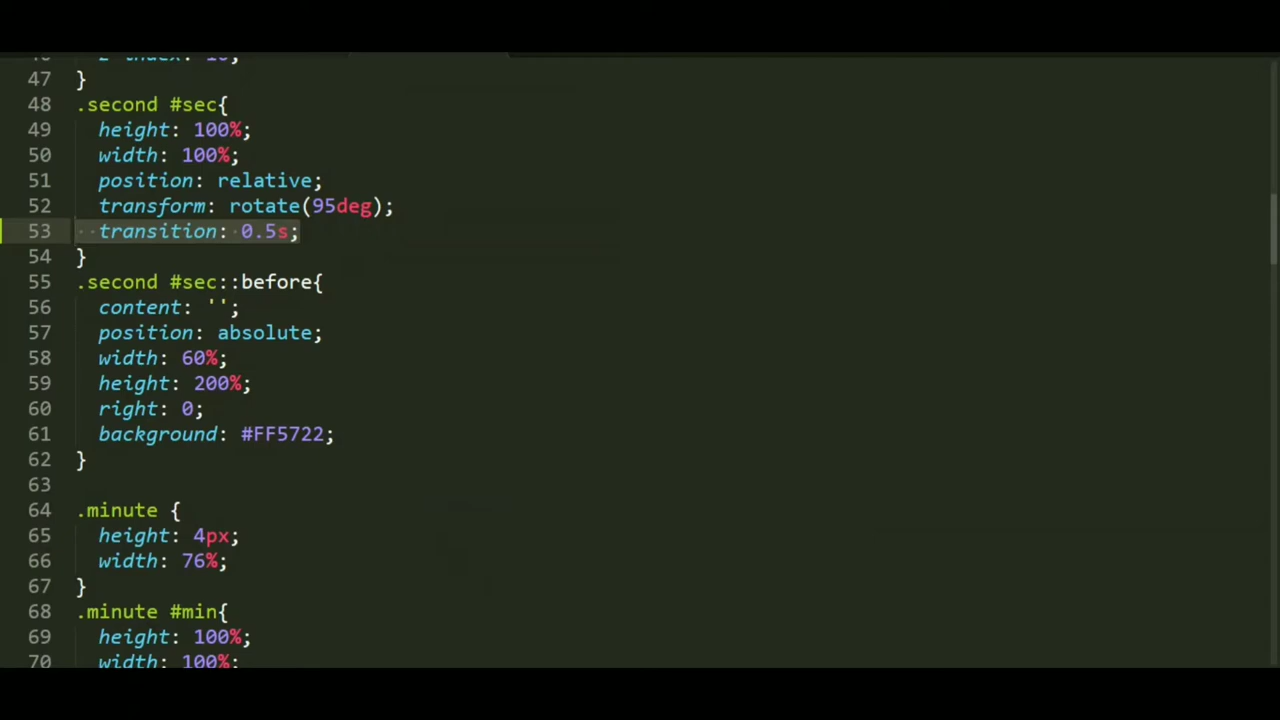 46 z-index: 10;
47 }
48 .second #sec{
49 height: 100%;
50 width: 100%;
51 position: relative;
52 transform: rotate(95deg);
53 transition: 0.5s;
54 }
55 .second #sec::before{
56 content: '';
57 position: absolute;
58 width: 60%;
59 height: 200%;
60 right: 0;
61 background: #FF5722;
62 }
63
64 .minute {
65 height: 4px;
66 width: 76%;
67 }
68 .minute #min{
69 height: 100%;
70 width: 100%;